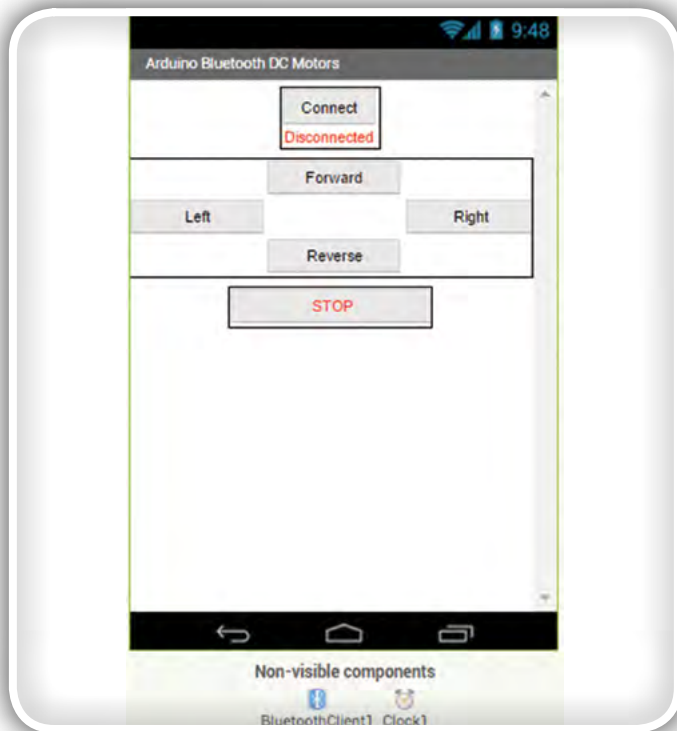 9:48
Arduino Bluetooth DC Motors
Connect
Disconnected
Forward
Left Right
Reverse
STOP
Non-visible components
BluetoothClient1 Clock1